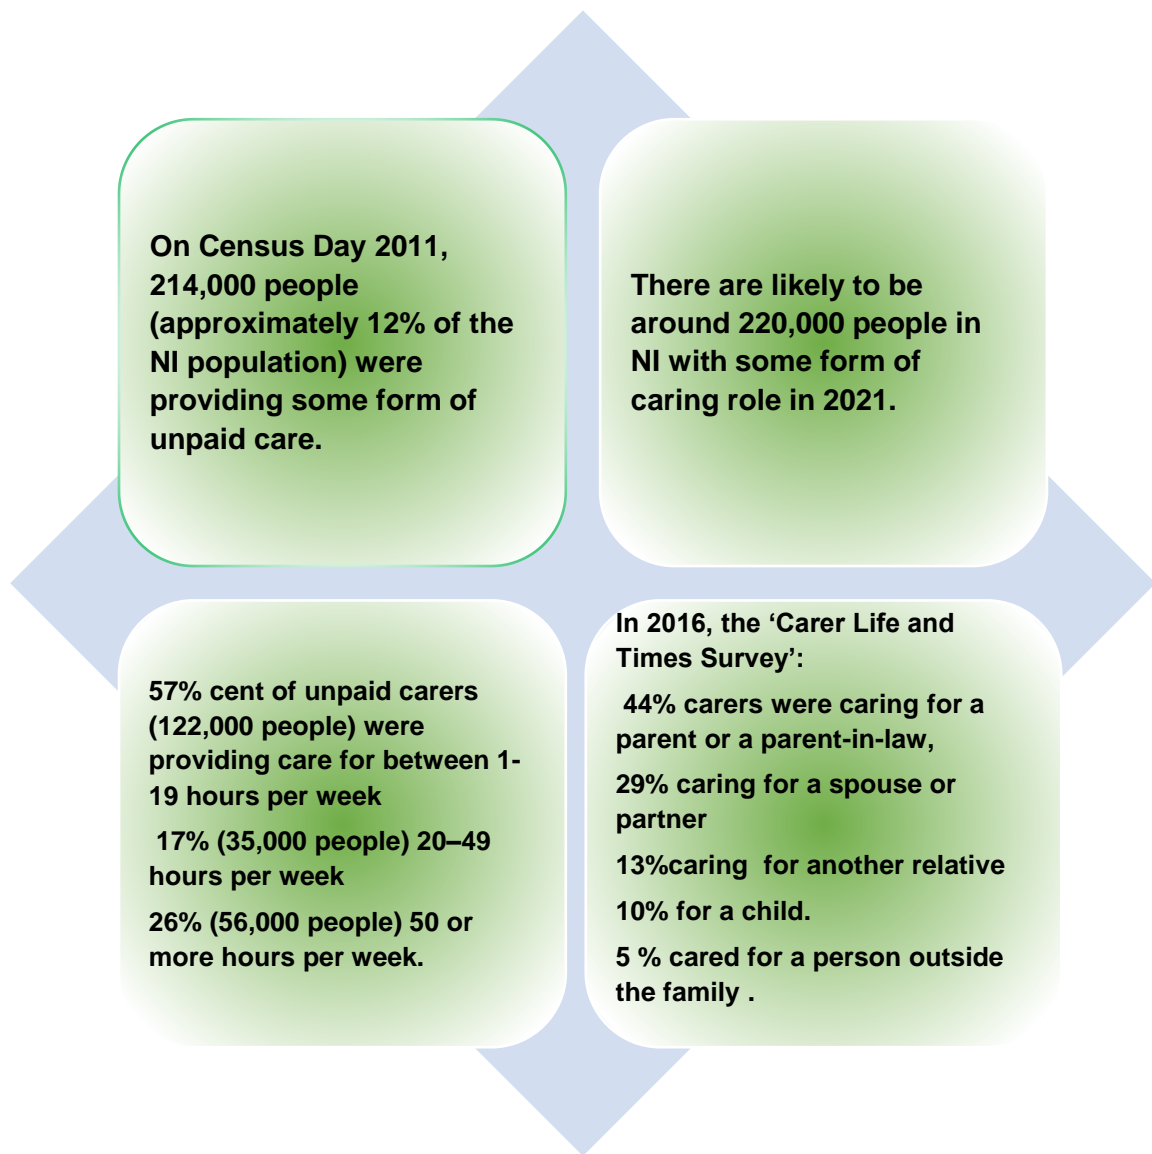 On Census Day 2011,
214,000 people
(approximately 12% of the
NI population) were
providing some form of
unpaid care.
There are likely to be
around 220,000 people in
NI with some form of
caring role in 2021.
57% cent of unpaid carers
(122,000 people) were
providing care for between 1-
19 hours per week
17% (35,000 people) 20–49
hours per week
26% (56,000 people) 50 or
more hours per week.
In 2016, the ‘Carer Life and
Times Survey’:
44% carers were caring for a
parent or a parent-in-law,
29% caring for a spouse or
partner
13%caring  for another relative
10% for a child.
5 % cared for a person outside
the family .